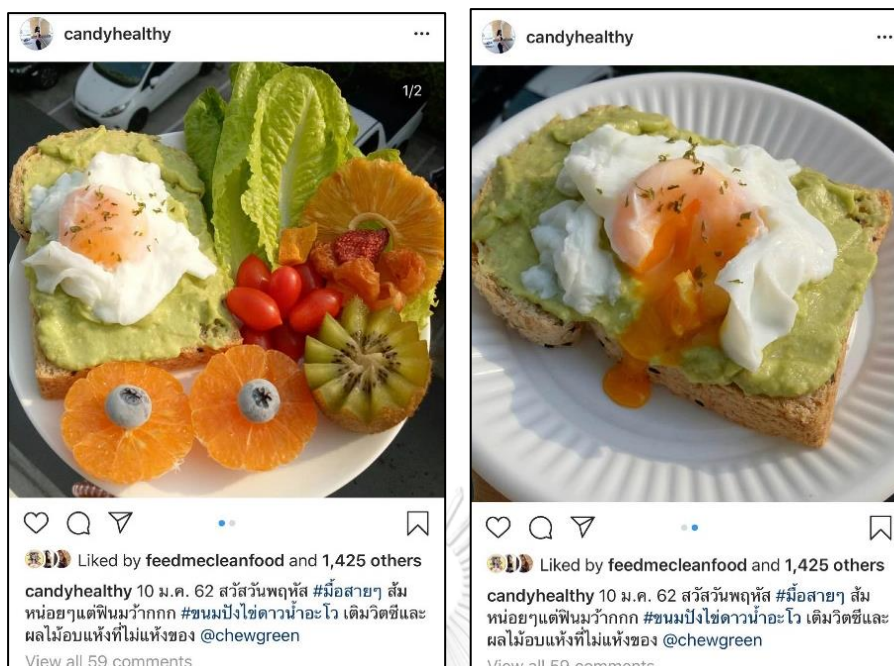 candyhealthy
1/2
Liked by feedmecleanfood and 1,425 others
candyhealthy 10 ม.ค. 62 สวัสวันพฤหัส #มื้อสายๆ ส้ม
หน่อยๆแต่ฟินมว้ากกก #ขนมปังไข่ดาวน้ำอะโว เติมวิตซีและ
ผลไม้อบแห้งที่ไม่แห้งของ @chewgreen
View all 59 comments
candyhealthy
Liked by feedmecleanfood and 1,425 others
candyhealthy 10 ม.ค. 62 สวัสวันพฤหัส #มื้อสายๆ ส้ม
หน่อยๆแต่ฟินมว้ากกก #ขนมปังไข่ดาวน้ำอะโว เติมวิตซีและ
ผลไม้อบแห้งที่ไม่แห้งของ @chewgreen
View all 59 comments